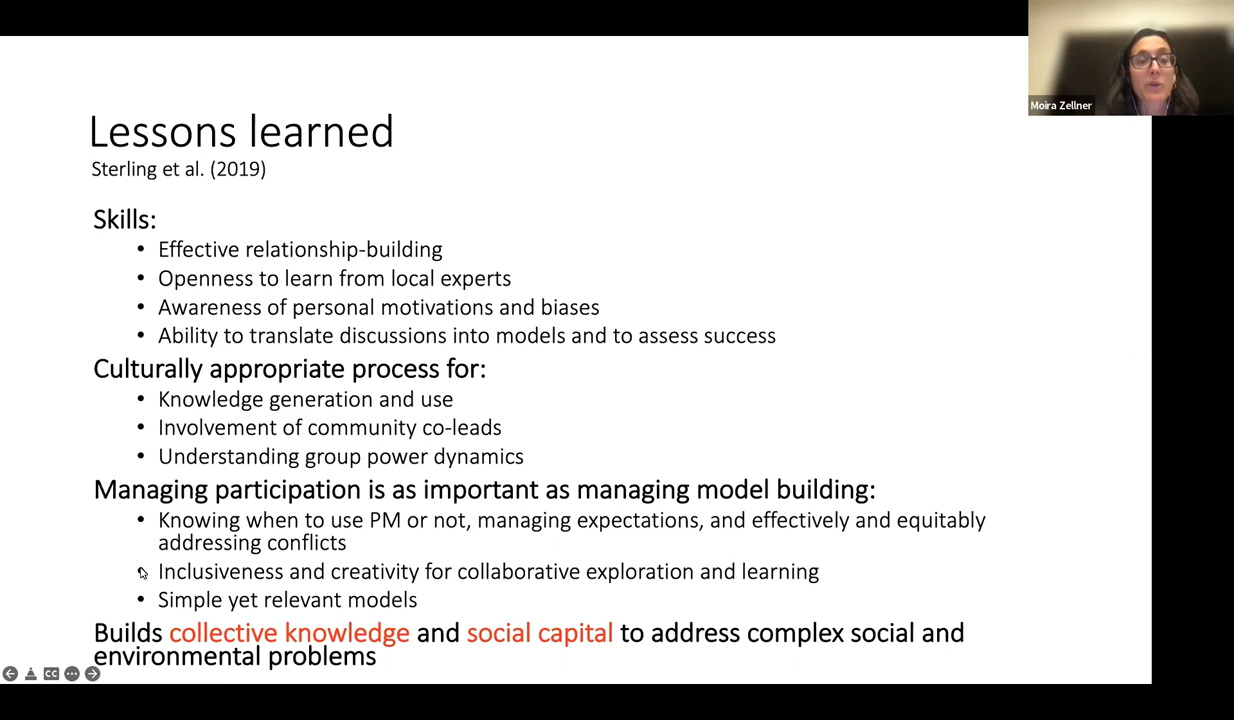 Moira Zellner
Lessons learned
Sterling et al. (2019)
Skills:
• Effective relationship-building
• Openness to learn from local experts
• Awareness of personal motivations and biases
• Ability to translate discussions into models and to assess success
Culturally appropriate process for:
• Knowledge generation and use
• Involvement of community co-leads
• Understanding group power dynamics
Managing participation is as important as managing model building:
• Knowing when to use PM or not, managing expectations, and effectively and equitably
addressing conflicts
• Inclusiveness and creativity for collaborative exploration and learning
• Simple yet relevant models
Builds collective knowledge and social capital to address complex social and
environmental problems
CC